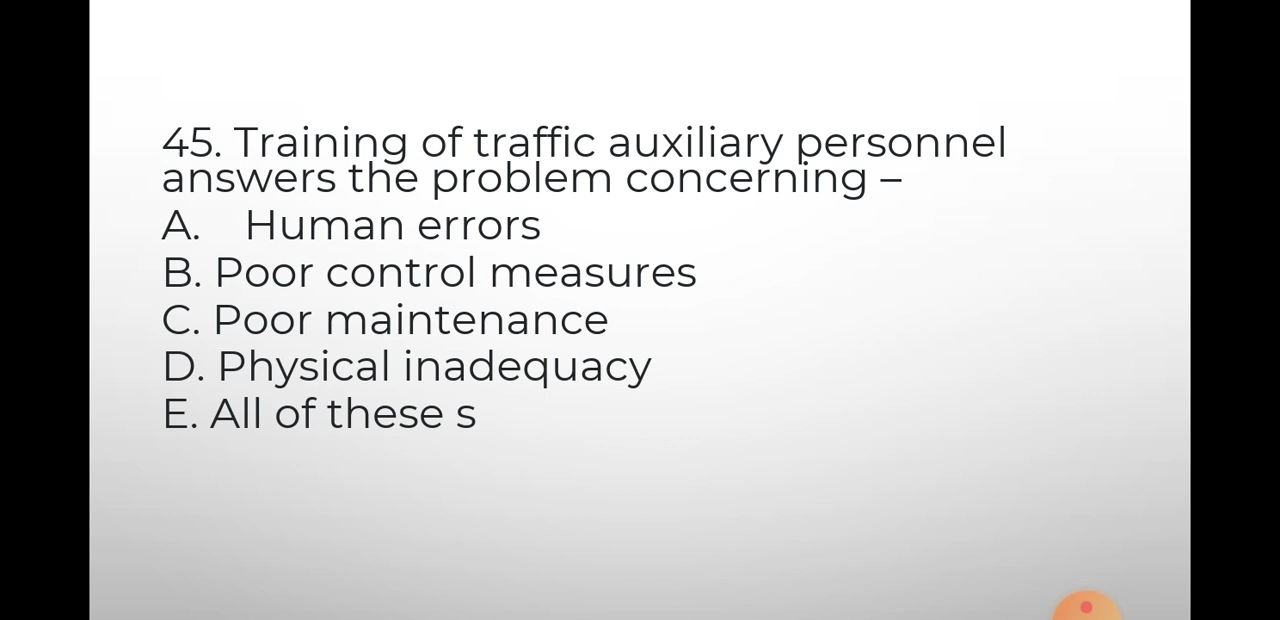 45. Training of traffic auxiliary personnel
answers the problem concerning –
A. Human errors
B. Poor control measures
C. Poor maintenance
D. Physical inadequacy
E. All of these s